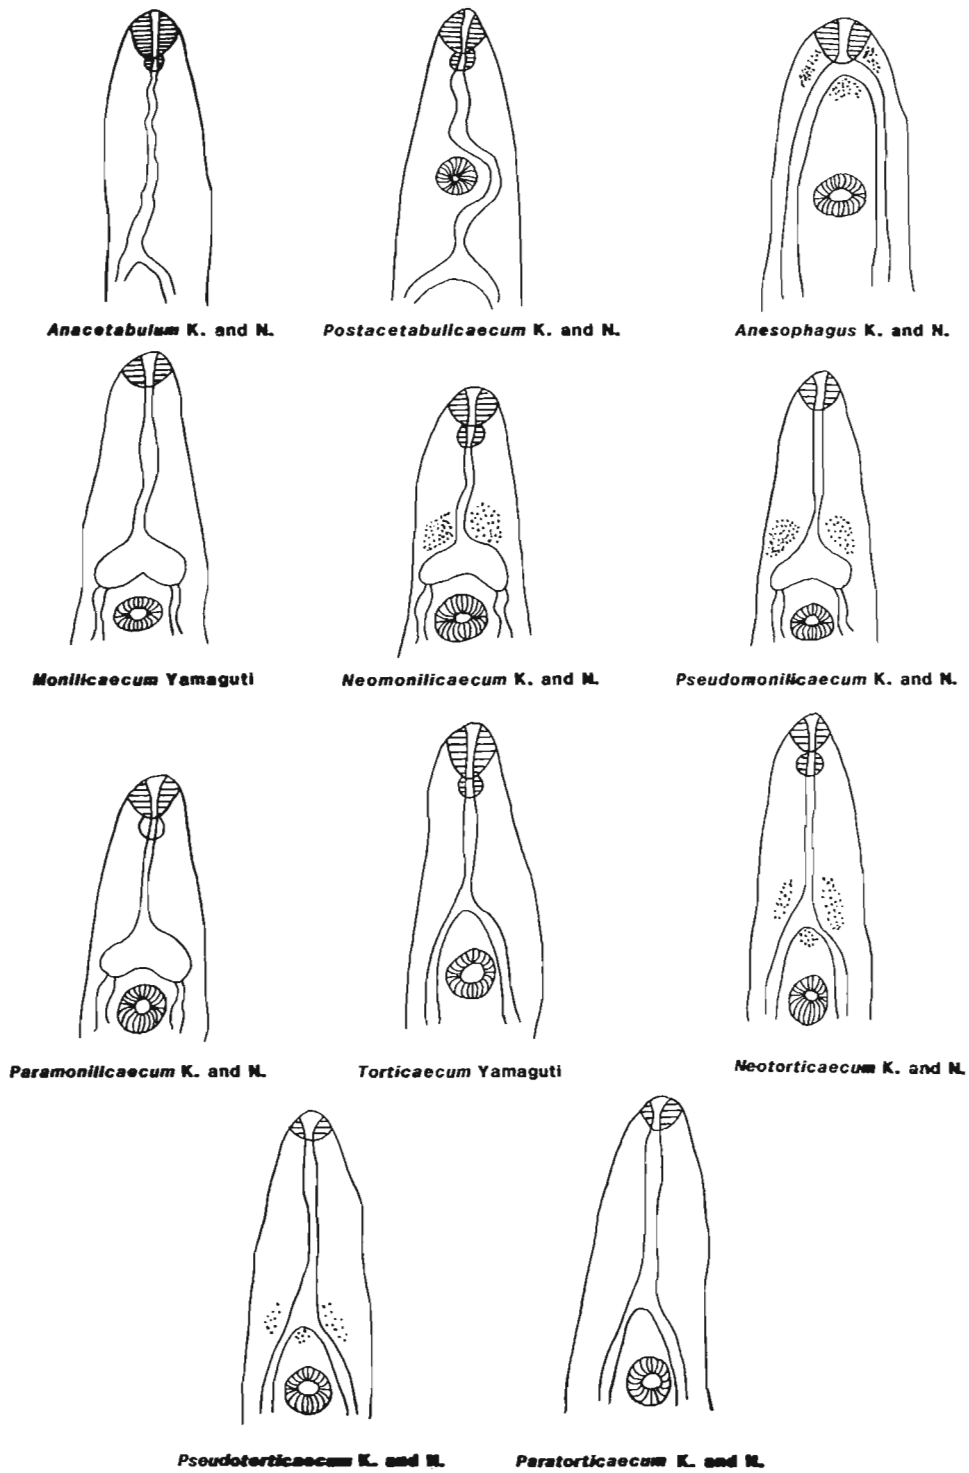 Anacetabulum K. and N.
Postacetabulicaecum K. and N.
Anesophagus K. and N.
Monilicaecum Yamaguti
Neomonilicaecum K. and N.
Pseudomonilicaecum K. and N.
Paramonilicaecum K. and N.
Torticaecum Yamaguti
Neotorticaecum K. and N.
Pseudotorticaecum K. and N.
Paratorticaecum K. and N.